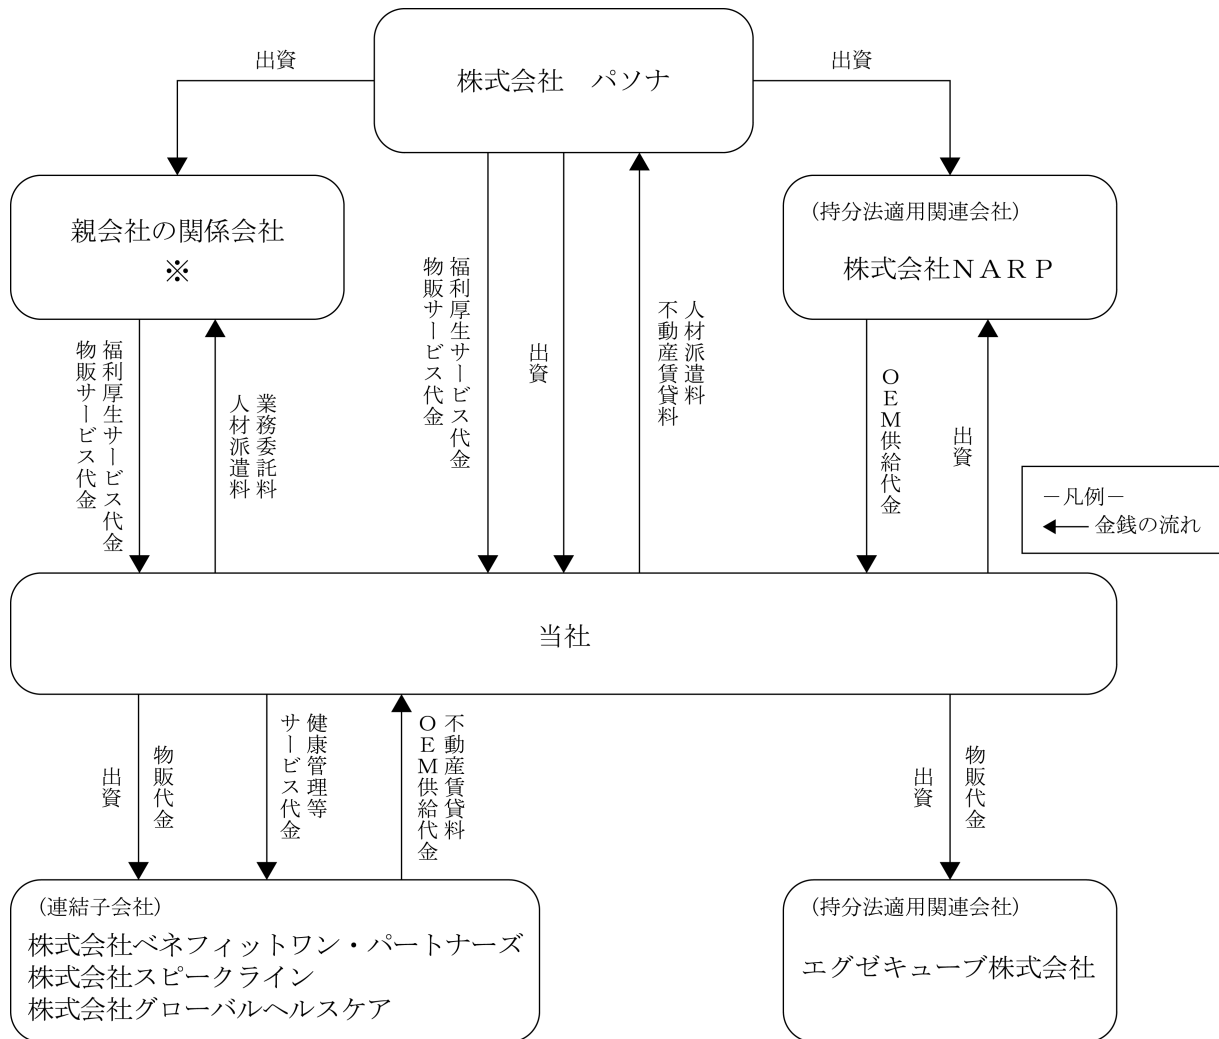 株式会社　パソナ
出資
出資
親会社の関係会社
※
（持分法適用関連会社）
株式会社ＮＡＲＰ
福利厚生サービス代金
物販サービス代金
業務委託料
人材派遣料
福利厚生サービス代金
物販サービス代金
出資
人材派遣料
不動産賃貸料
ＯＥＭ供給代金
出資
－凡例－
金銭の流れ
当社
出資
物販代金
健康管理等
サービス代金
不動産賃貸料
ＯＥＭ供給代金
出資
物販代金
（連結子会社）
株式会社ベネフィットワン・パートナーズ
株式会社スピークライン
株式会社グローバルヘルスケア
（持分法適用関連会社）
エグゼキューブ株式会社